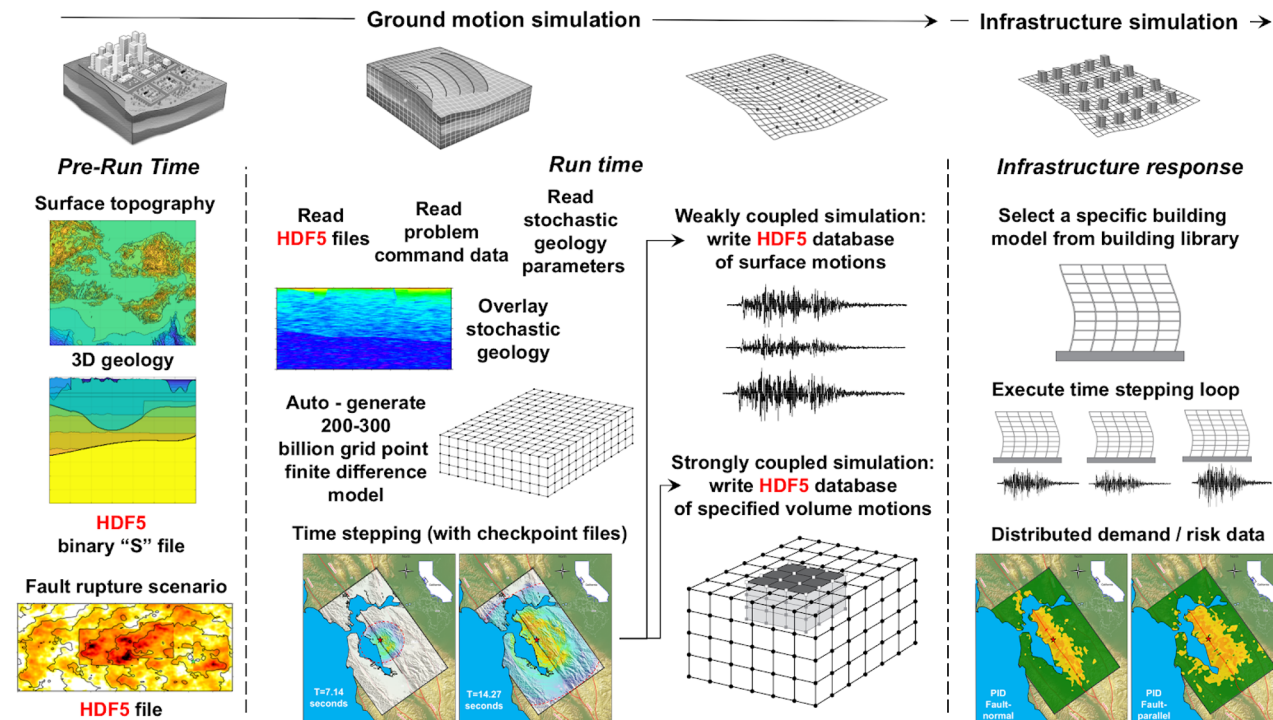 Ground motion simulation
Infrastructure simulation
Pre-Run Time
Surface topography
3D geology
HDF5
binary “S” file
Fault rupture scenario
HDF5 file
Run time
Read
HDF5 files
Read
problem
command data
Read
stochastic
geology
parameters
Overlay
stochastic
geology
Auto - generate
200-300
billion grid point
finite difference
model
Time stepping (with checkpoint files)
T=7.14
seconds
T=14.27
seconds
Weakly coupled simulation:
write HDF5 database
of surface motions
Strongly coupled simulation:
write HDF5 database
of specified volume motions
Infrastructure response
Select a specific building
model from building library
Execute time stepping loop
Distributed demand / risk data
PID
Fault-
normal
PID
Fault-
parallel